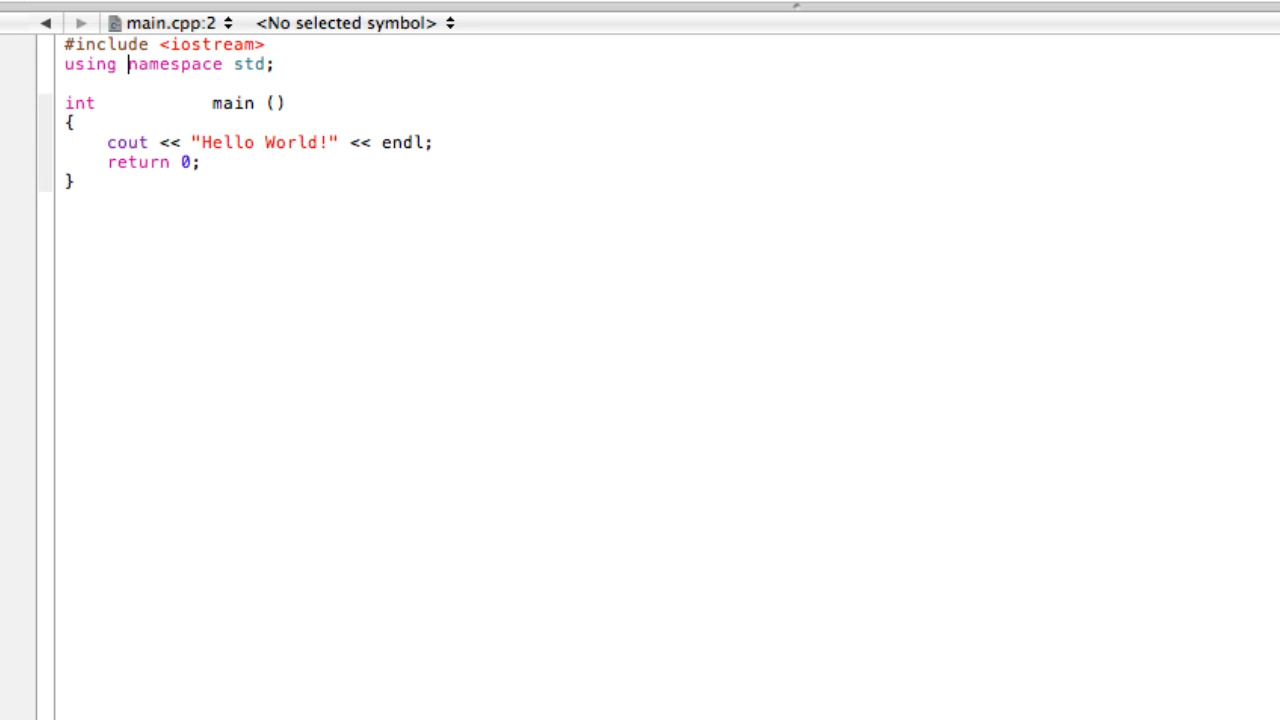 main.cpp:2 <No selected symbol>
#include <iostream>
using namespace std;
int           main ()
{
    cout << "Hello World!" << endl;
    return 0;
}